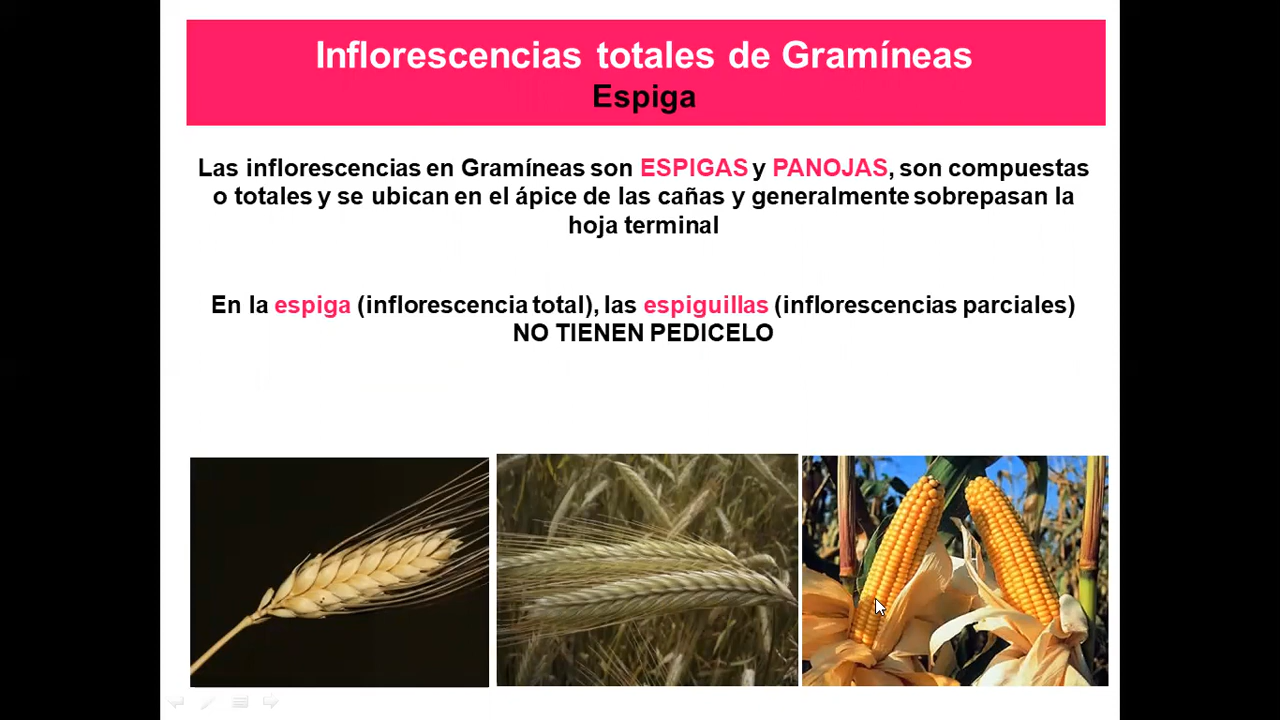 Inflorescencias totales de Gramíneas
Espiga
Las inflorescencias en Gramíneas son ESPIGAS y PANOJAS, son compuestas
o totales y se ubican en el ápice de las cañas y generalmente sobrepasan la
hoja terminal
En la espiga (inflorescencia total), las espiguillas (inflorescencias parciales)
NO TIENEN PEDICELO